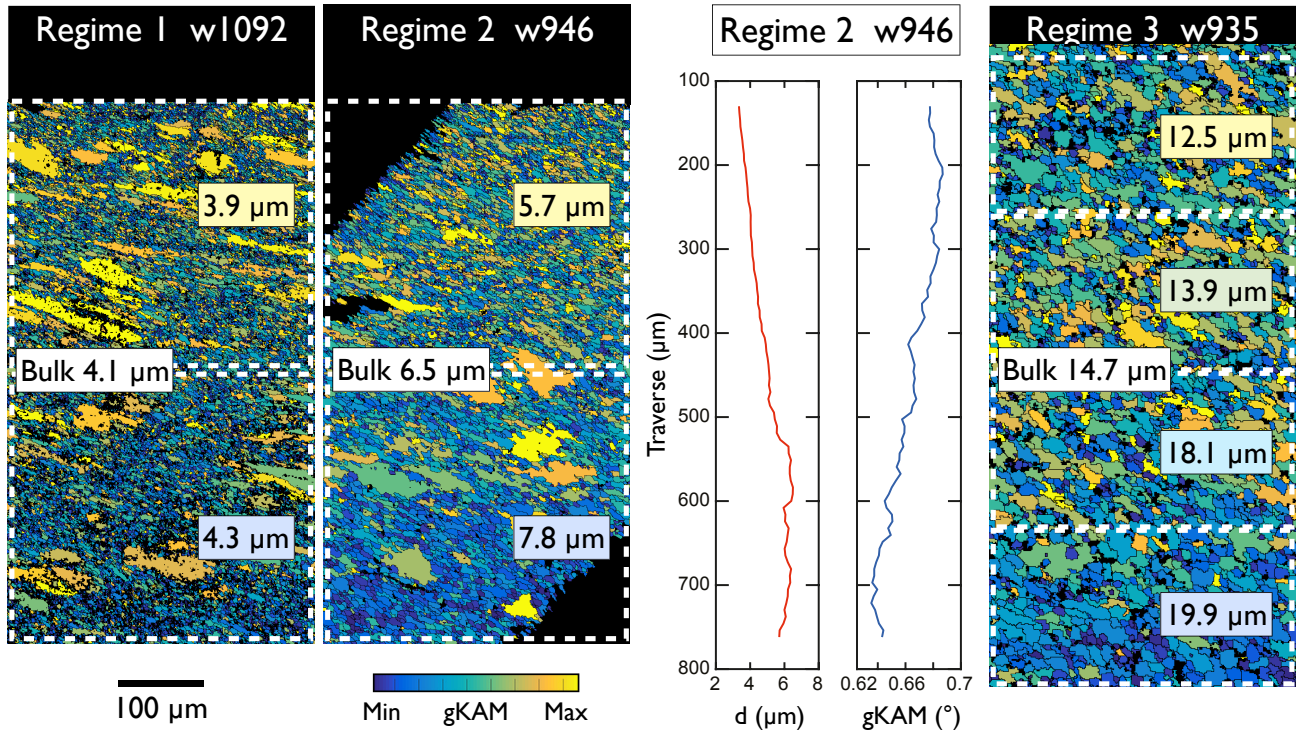 Regime 1 w1092
3.9 µm
Bulk 4.1 µm
4.3 µm
100 µm
Regime 2 w946
5.7 µm
Bulk 6.5 µm
7.8 µm
Min gKAM Max
Regime 2 w946
Traverse (µm)
100
200
300
400
500
600
700
800
2 4 6 8
d (µm)
0.62 0.66 0.7
gKAM (°)
Regime 3 w935
12.5 µm
13.9 µm
Bulk 14.7 µm
18.1 µm
19.9 µm